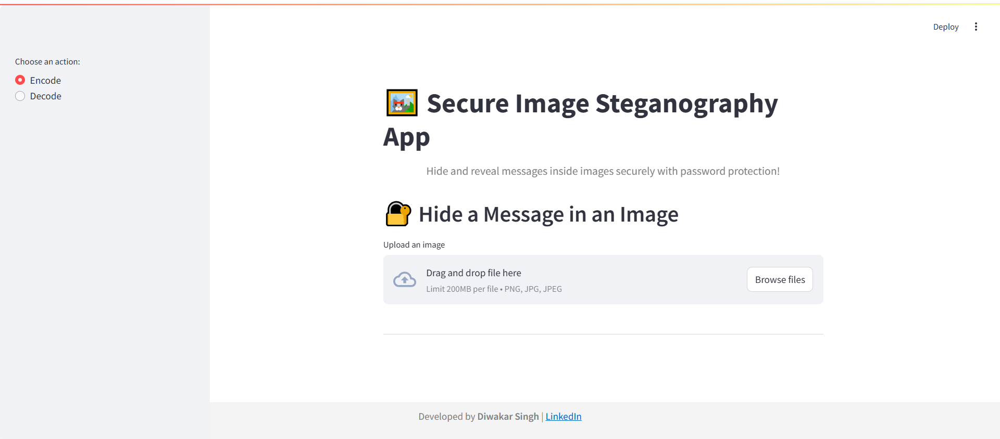 Deploy
Choose an action:
Encode
Decode
Secure Image Steganography
App
Hide and reveal messages inside images securely with password protection!
Hide a Message in an Image
Upload an image
Drag and drop file here
Limit 200MB per file • PNG, JPG, JPEG
Browse files
Developed by Diwakar Singh | LinkedIn